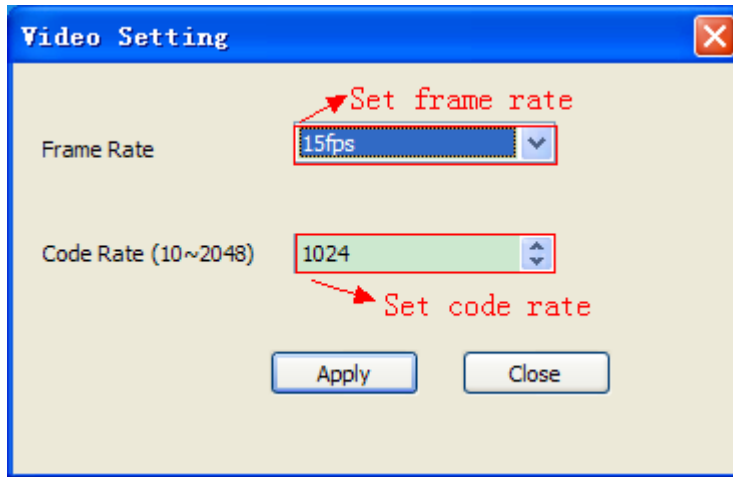 Video Setting
Set frame rate
Frame Rate
15fps
Code Rate (10~2048)
1024
Set code rate
Apply
Close